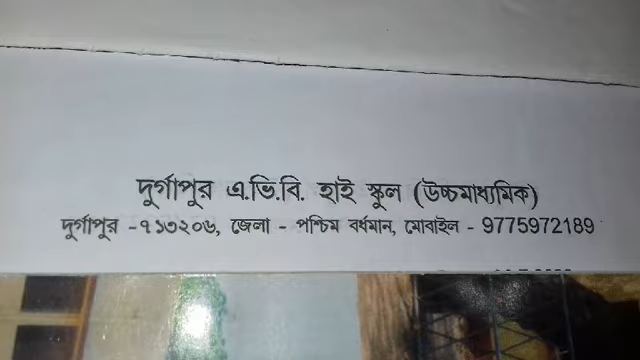 দুর্গাপুর এ.ভি.বি. হাই স্কুল (উচ্চমাধ্যমিক)
দুর্গাপুর -৭১৩২০৬, জেলা - পশ্চিম বর্ধমান, মোবাইল - 9775972189